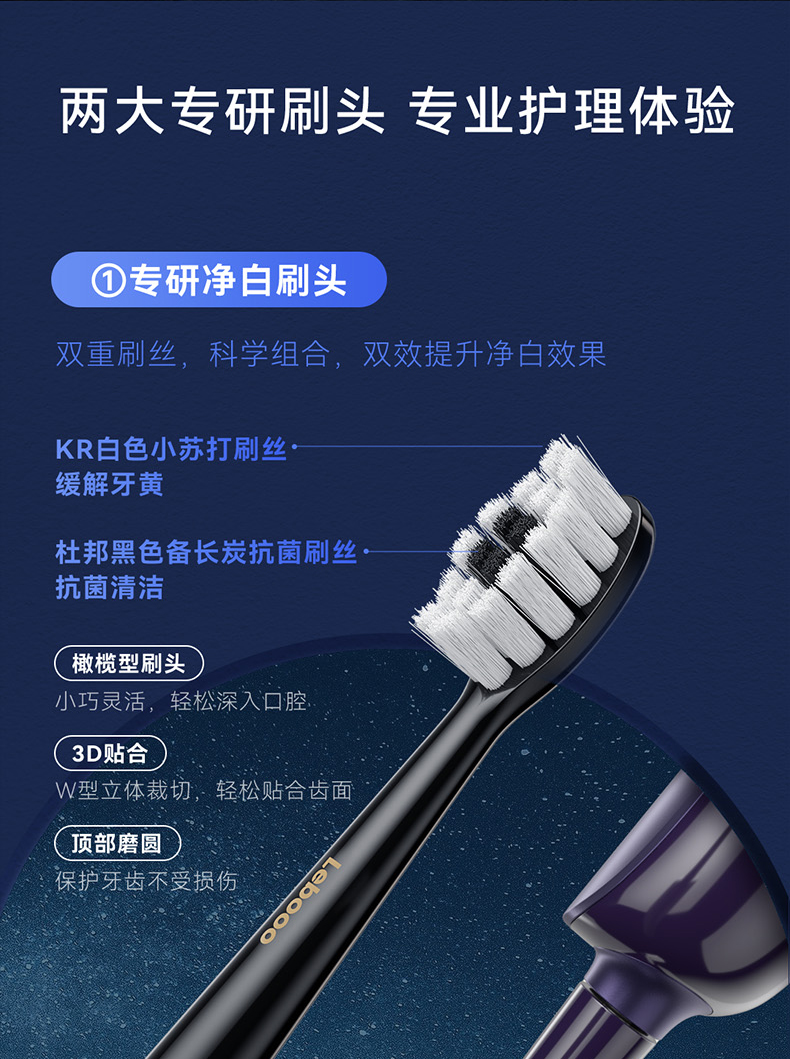 两大专研刷头 专业护理体验
①专研净白刷头
双重刷丝，科学组合，双效提升净白效果
KR白色小苏打刷丝
缓解牙黄
杜邦黑色备长炭抗菌刷丝
抗菌清洁
橄榄型刷头
小巧灵活，轻松深入口腔
3D贴合
W型立体裁切，轻松贴合齿面
顶部磨圆
保护牙齿不受损伤
Lebooo